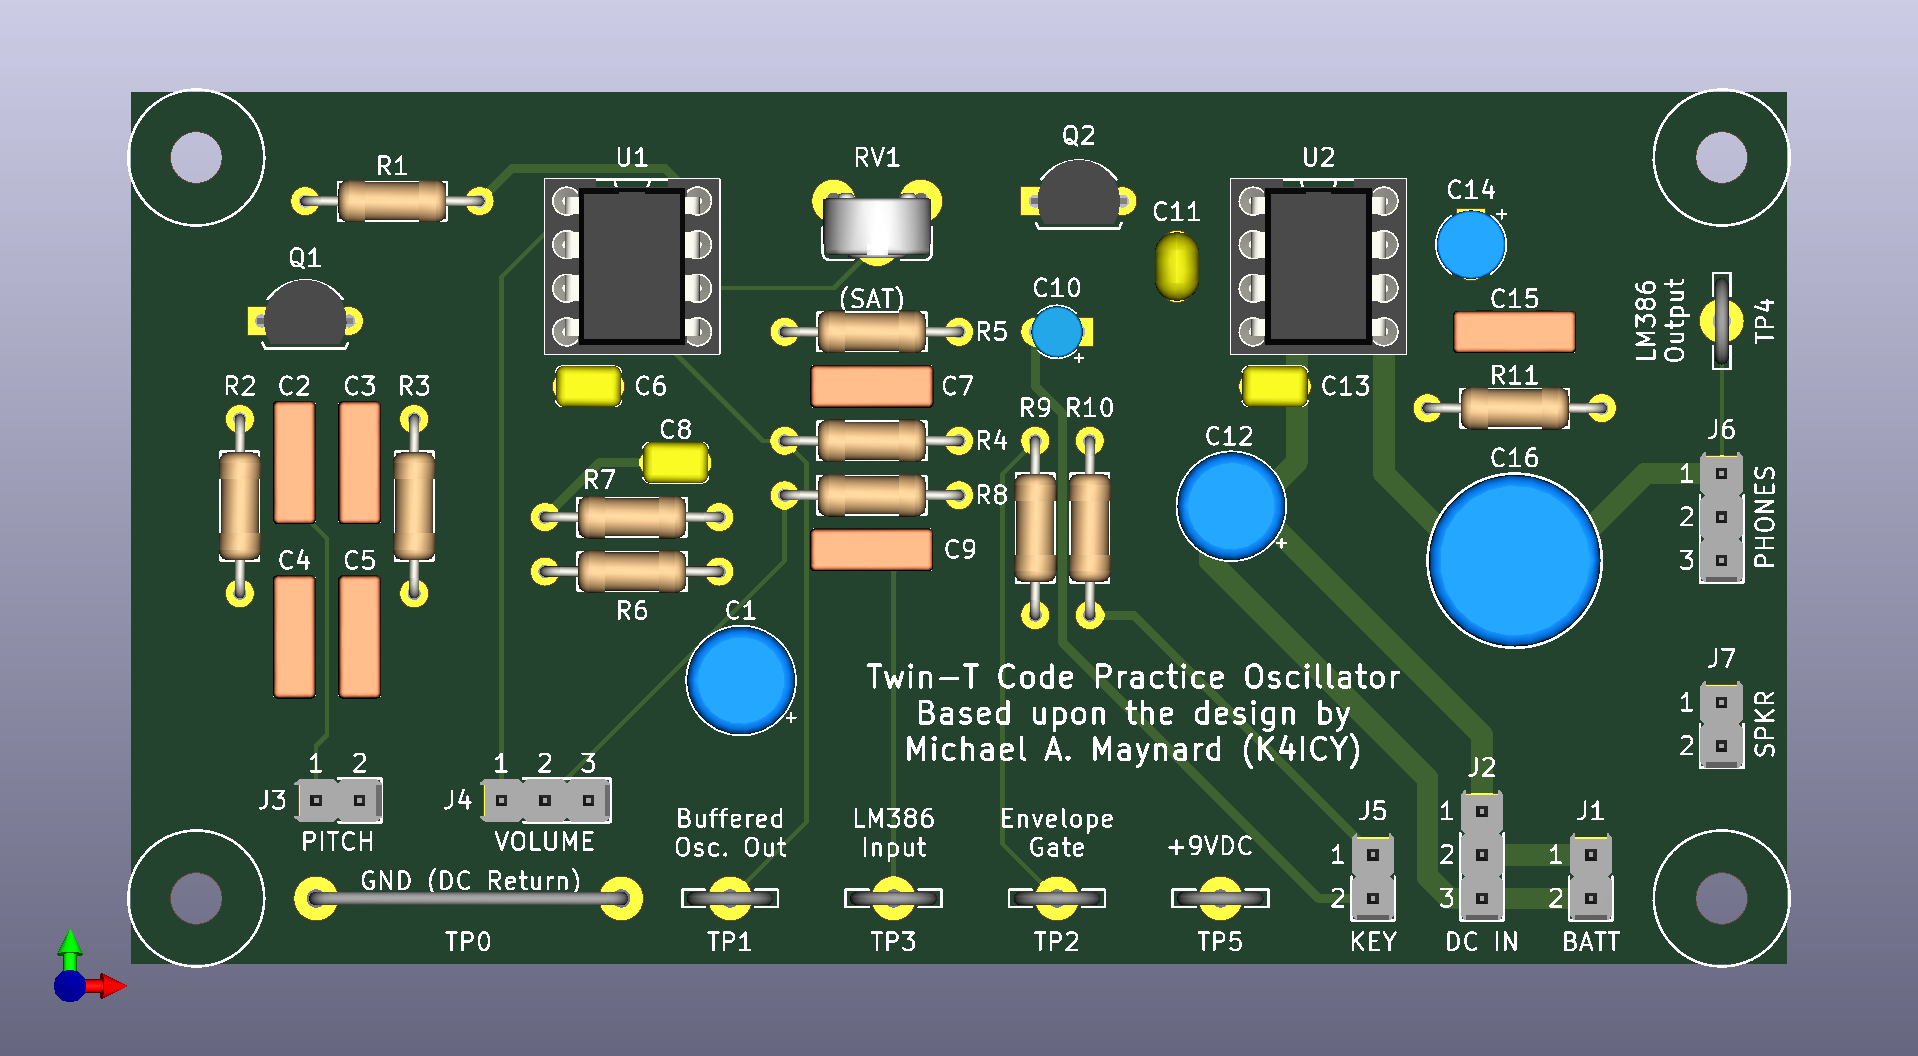 Q2
R1
U1
RV1
U2
C14
+
C11
Q1
C10
(SAT)
C15
LM386
Output
TP4
R5
+
R2
C2
C3
R3
C6
C7
C13
R11
R9
R10
C8
R4
C12
J6
C16
R7
R8
1
2
3
PHONES
+
C4
C5
C9
R6
C1
+
Twin-T Code Practice Oscillator
Based upon the design by
Michael A. Maynard (K4ICY)
J7
1
2
SPKR
1 2
J3
PITCH
1 2 3
J4
VOLUME
J2
1
2
3
DC IN
J5
1
2
KEY
J1
1
2
BATT
Buffered
Osc. Out
LM386
Input
Envelope
Gate
+9VDC
GND (DC Return)
TP0
TP1
TP3
TP2
TP5